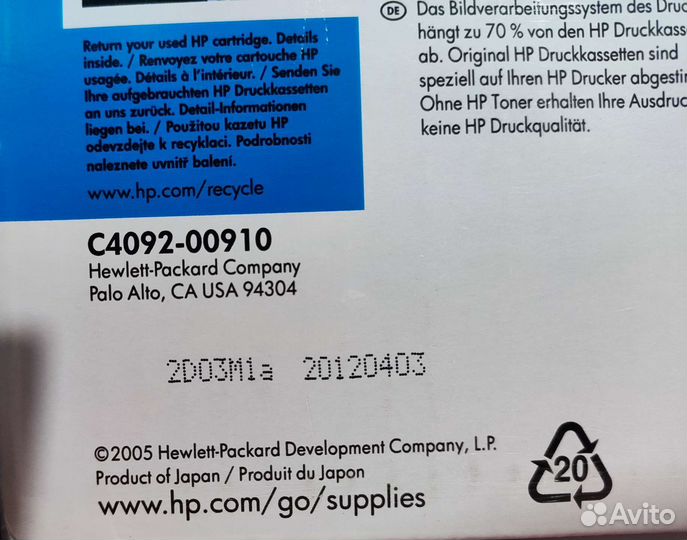 Return your used HP cartridge. Details
inside. / Renvoyez votre cartouche HP
usagée. Détails à l'intérieur. / Senden Sie
Ihre aufgebrauchten HP Druckkassetten
an uns zurück. Detail-Informationen
liegen bei. / Použitou kazetu HP
odevzdejte k recyklaci. Podrobnosti
naleznete uvnitř balení.
www.hp.com/recycle
DE Das Bildverarbeitungssystem des Druc
hängt zu 70 % von den HP Druckkass
ab. Original HP Druckkassetten sind
speziell auf Ihren HP Drucker abgestin
Ohne HP Toner erhalten Ihre Ausdruc
keine HP Druckqualität.
C4092-00910
Hewlett-Packard Company
Palo Alto, CA USA 94304
2D03M1a 20120403
©2005 Hewlett-Packard Development Company, L.P.
Product of Japan / Produit du Japon
www.hp.com/go/supplies
20
Avito